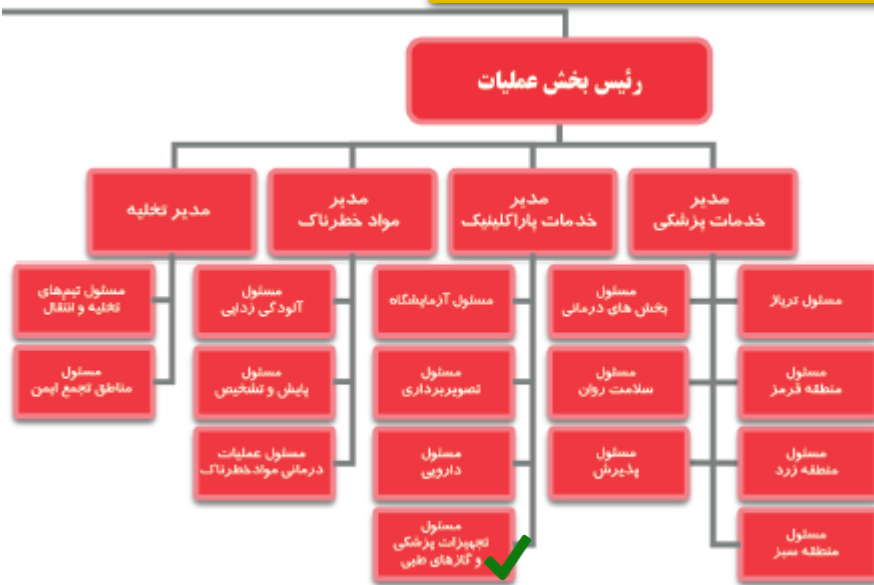 رئیس بخش عملیات
مدیر
خدمات پزشکی
مدیر
خدمات پاراکلینیک
مدیر
مواد خطرناک
مدیر تخلیه
مسئول تریاژ
مسئول
بخش های درمانی
مسئول آزمایشگاه
مسئول
آلودگی زدایی
مسئول تیم‌های
تخلیه و انتقال
مسئول
منطقه قرمز
مسئول
سلامت روان
مسئول
تصویربرداری
مسئول
پایش و تشخیص
مسئول
مناطق تجمع ایمن
مسئول
منطقه زرد
مسئول
پذیرش
مسئول
دارویی
مسئول عملیات
درمانی موادخطرناک
مسئول
منطقه سبز
مسئول
تجهیزات پزشکی
و گازهای طبی